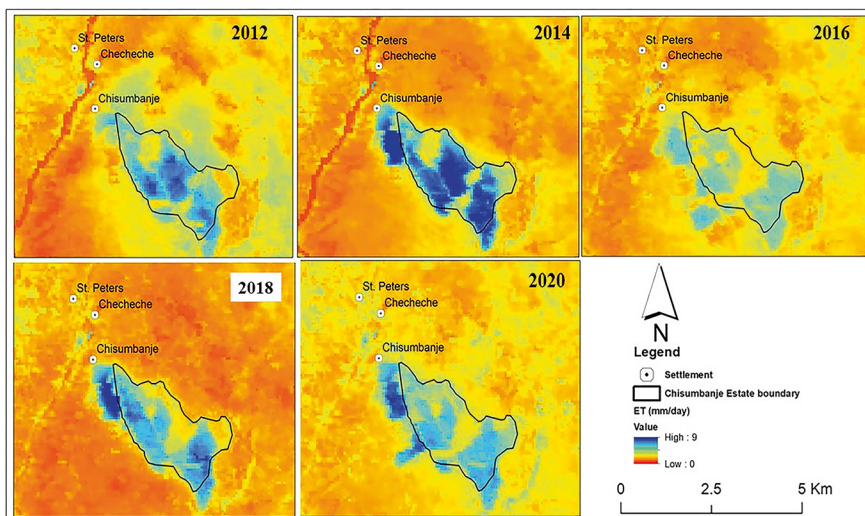 2012
St. Peters
Checheche
Chisumbanje
2014
St. Peters
Checheche
Chisumbanje
2016
St. Peters
Checheche
Chisumbanje
2018
St. Peters
Checheche
Chisumbanje
2020
St. Peters
Checheche
Chisumbanje
N
Legend
Settlement
Chisumbanje Estate boundary
ET (mm/day)
Value
High : 9
Low : 0
0 2.5 5 Km